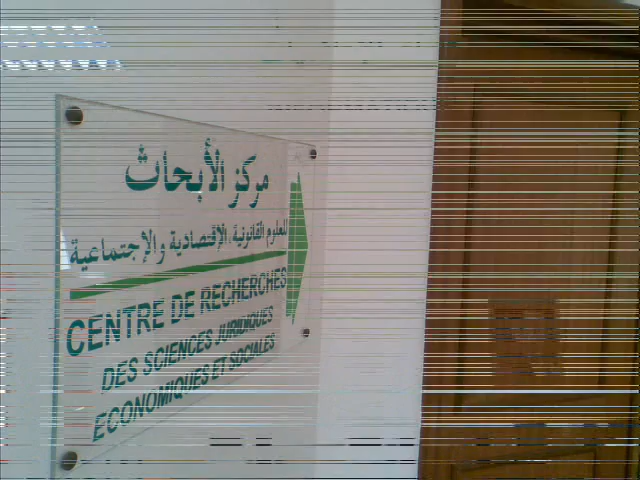 مركز الأبحاث
للعلوم القانونية، الإقتصادية والإجتماعية
CENTRE DE RECHERCHES
DES SCIENCES JURIDIQUES
ECONOMIQUES ET SOCIALES